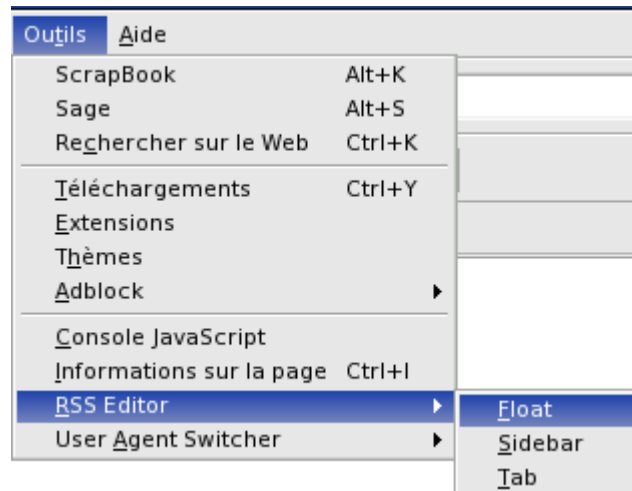 Outils Aide
ScrapBook Alt+K
Sage Alt+S
Rechercher sur le Web Ctrl+K
Téléchargements Ctrl+Y
Extensions
Thèmes
Adblock
Console JavaScript
Informations sur la page Ctrl+I
RSS Editor
User Agent Switcher
Float
Sidebar
Tab